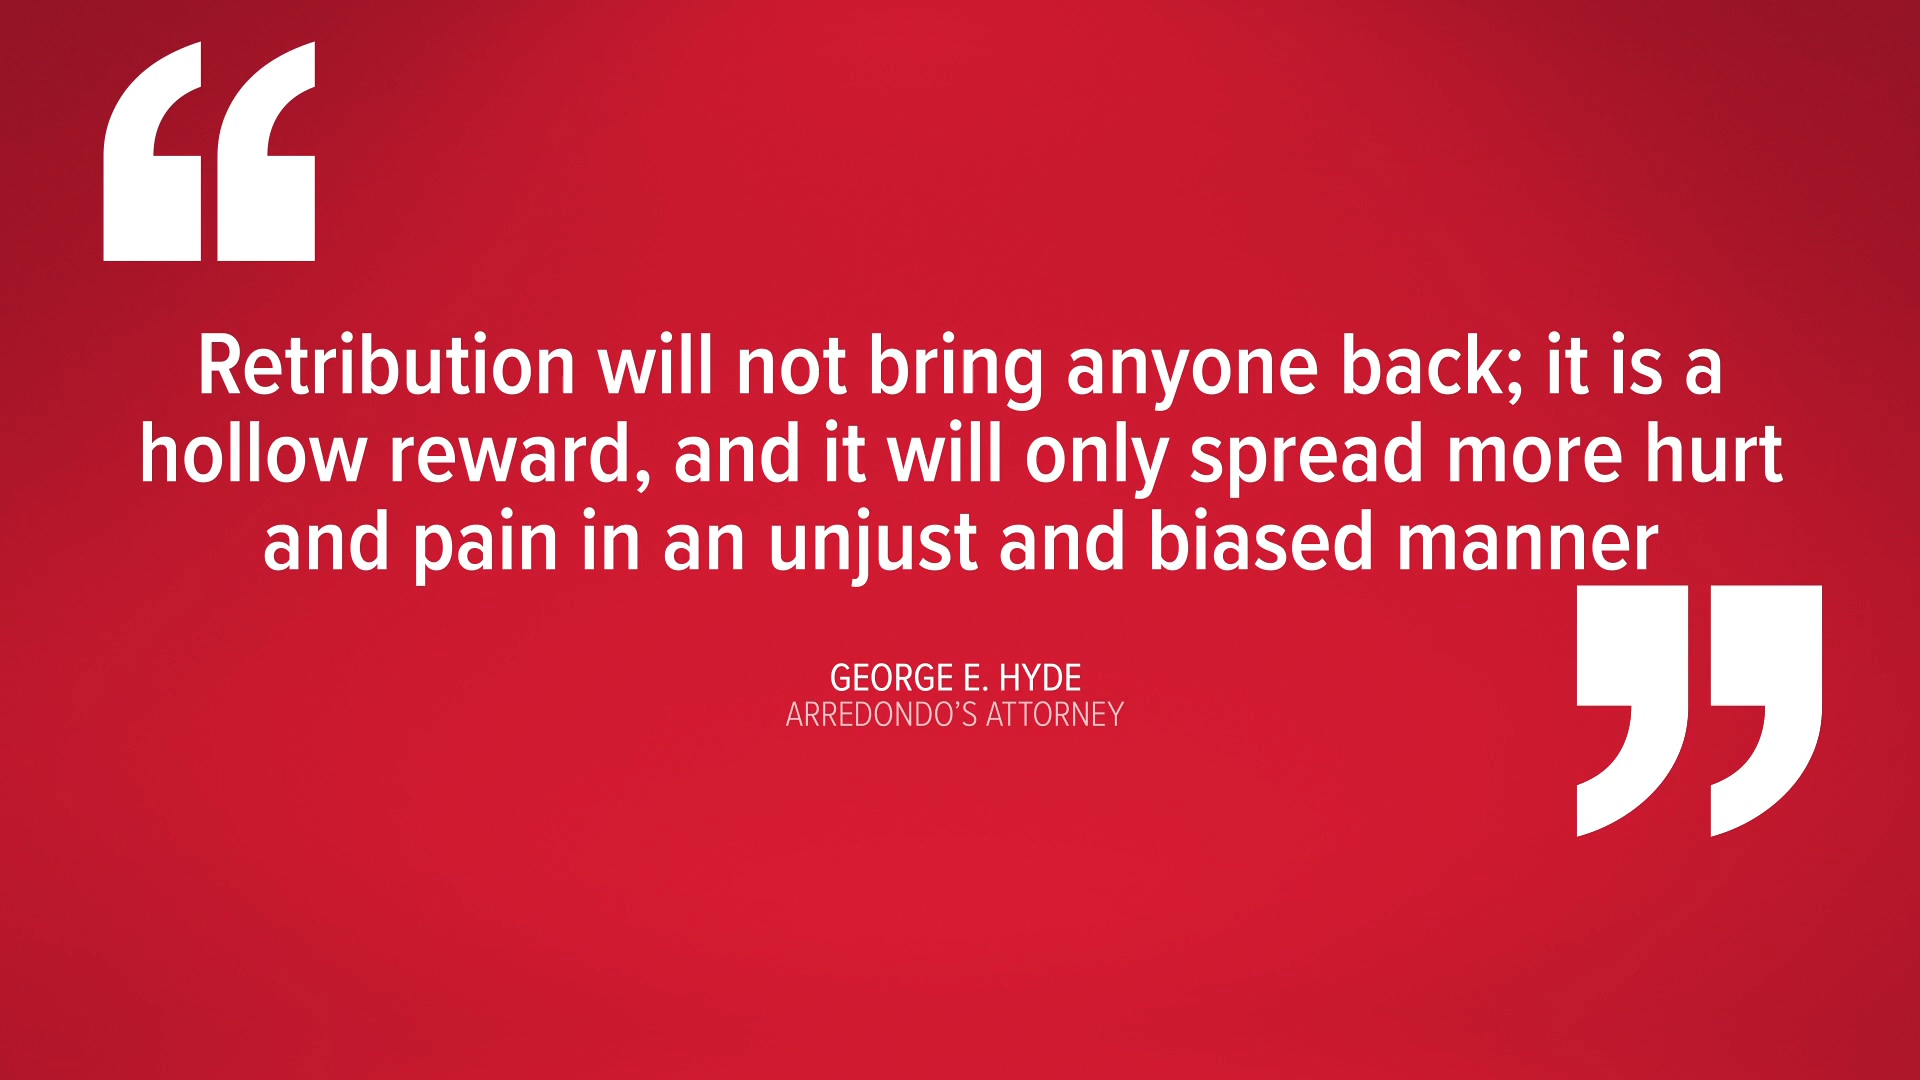 “
Retribution will not bring anyone back; it is a
hollow reward, and it will only spread more hurt
and pain in an unjust and biased manner
”
GEORGE E. HYDE
ARREDONDO’S ATTORNEY